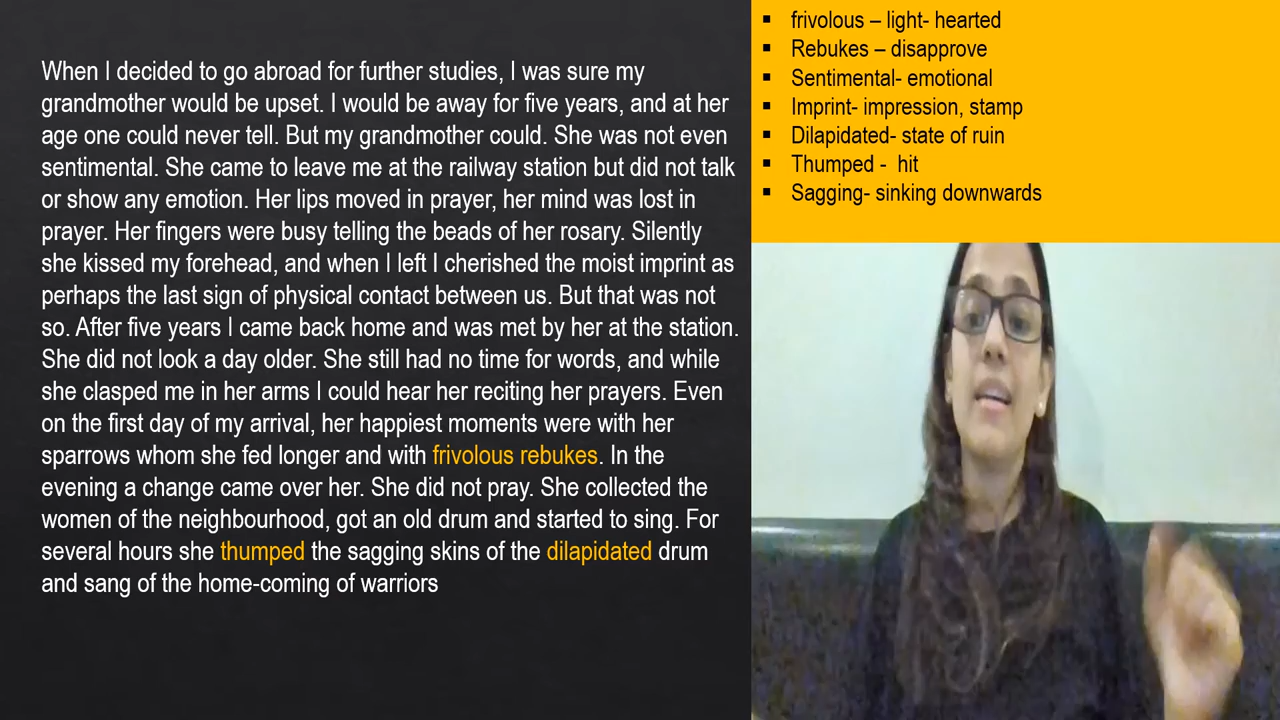 When I decided to go abroad for further studies, I was sure my
grandmother would be upset. I would be away for five years, and at her
age one could never tell. But my grandmother could. She was not even
sentimental. She came to leave me at the railway station but did not talk
or show any emotion. Her lips moved in prayer, her mind was lost in
prayer. Her fingers were busy telling the beads of her rosary. Silently
she kissed my forehead, and when I left I cherished the moist imprint as
perhaps the last sign of physical contact between us. But that was not
so. After five years I came back home and was met by her at the station.
She did not look a day older. She still had no time for words, and while
she clasped me in her arms I could hear her reciting her prayers. Even
on the first day of my arrival, her happiest moments were with her
sparrows whom she fed longer and with frivolous rebukes. In the
evening a change came over her. She did not pray. She collected the
women of the neighbourhood, got an old drum and started to sing. For
several hours she thumped the sagging skins of the dilapidated drum
and sang of the home-coming of warriors
▪ frivolous – light- hearted
▪ Rebukes – disapprove
▪ Sentimental- emotional
▪ Imprint- impression, stamp
▪ Dilapidated- state of ruin
▪ Thumped - hit
▪ Sagging- sinking downwards